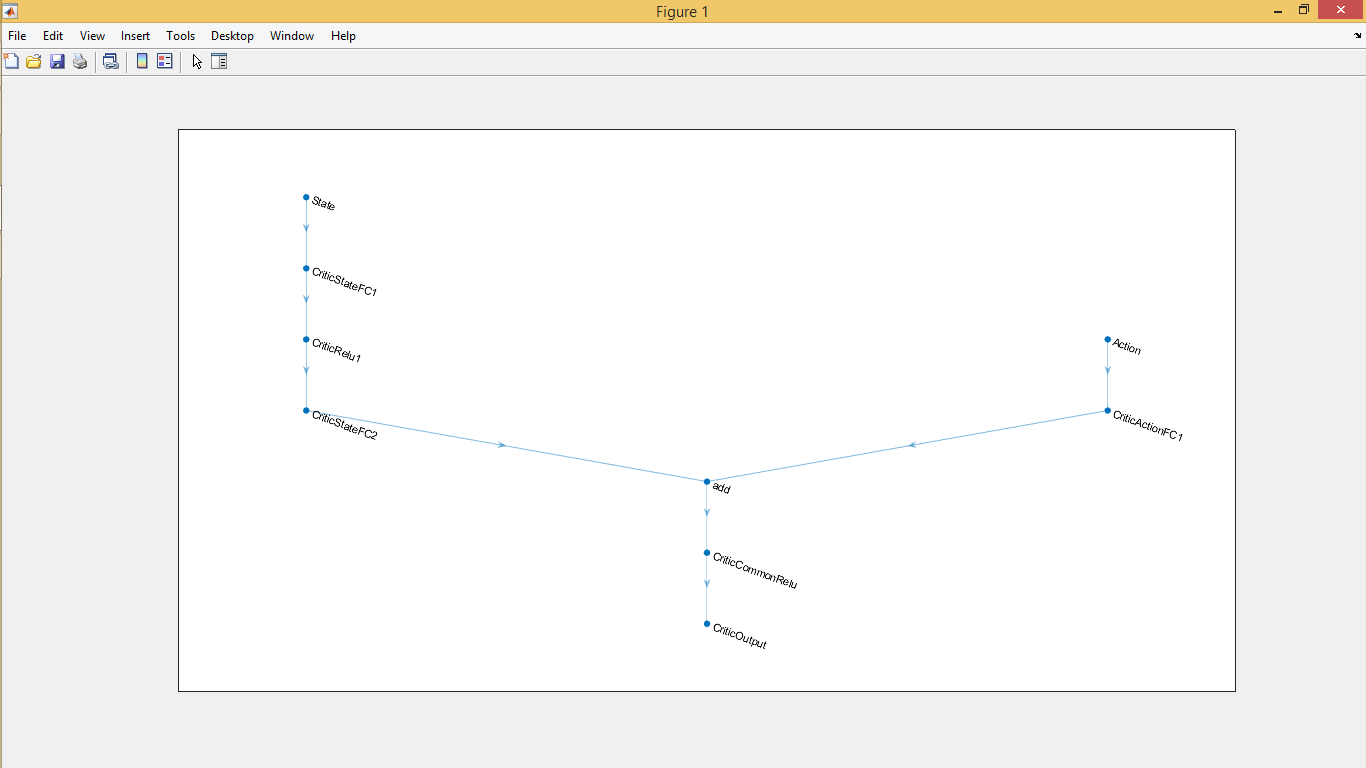 Figure 1
File Edit View Insert Tools Desktop Window Help
State
CriticStateFC1
CriticRelu1
Action
CriticStateFC2
CriticActionFC1
add
CriticCommonRelu
CriticOutput